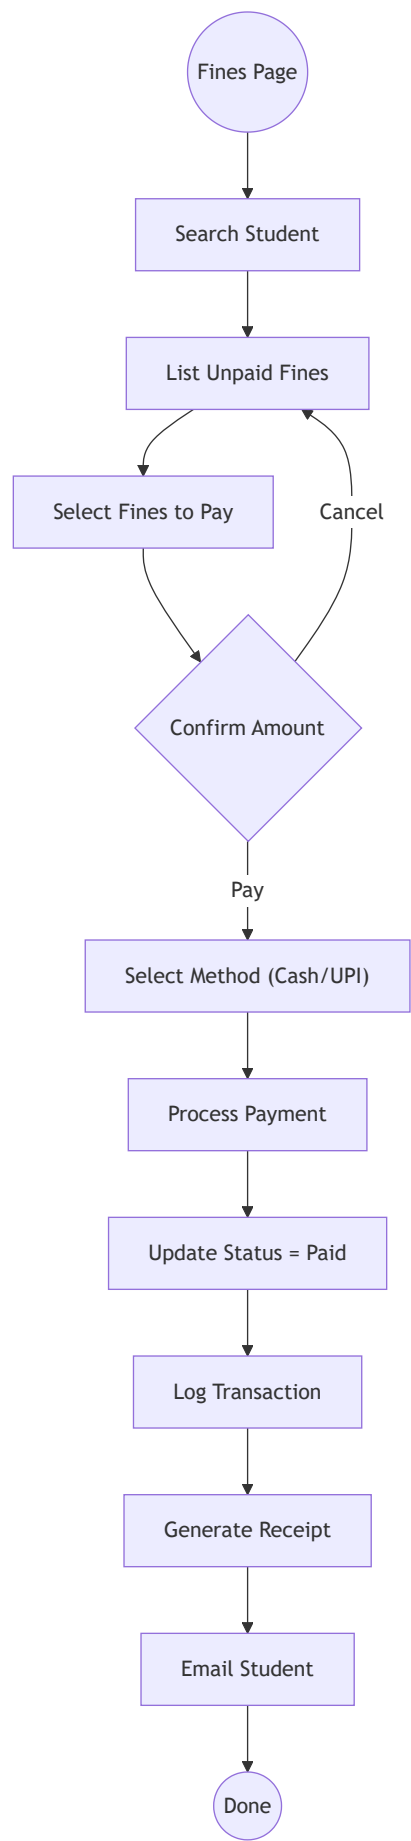 Fines Page
Search Student
List Unpaid Fines
Select Fines to Pay
Cancel
Confirm Amount
Pay
Select Method (Cash/UPI)
Process Payment
Update Status = Paid
Log Transaction
Generate Receipt
Email Student
Done